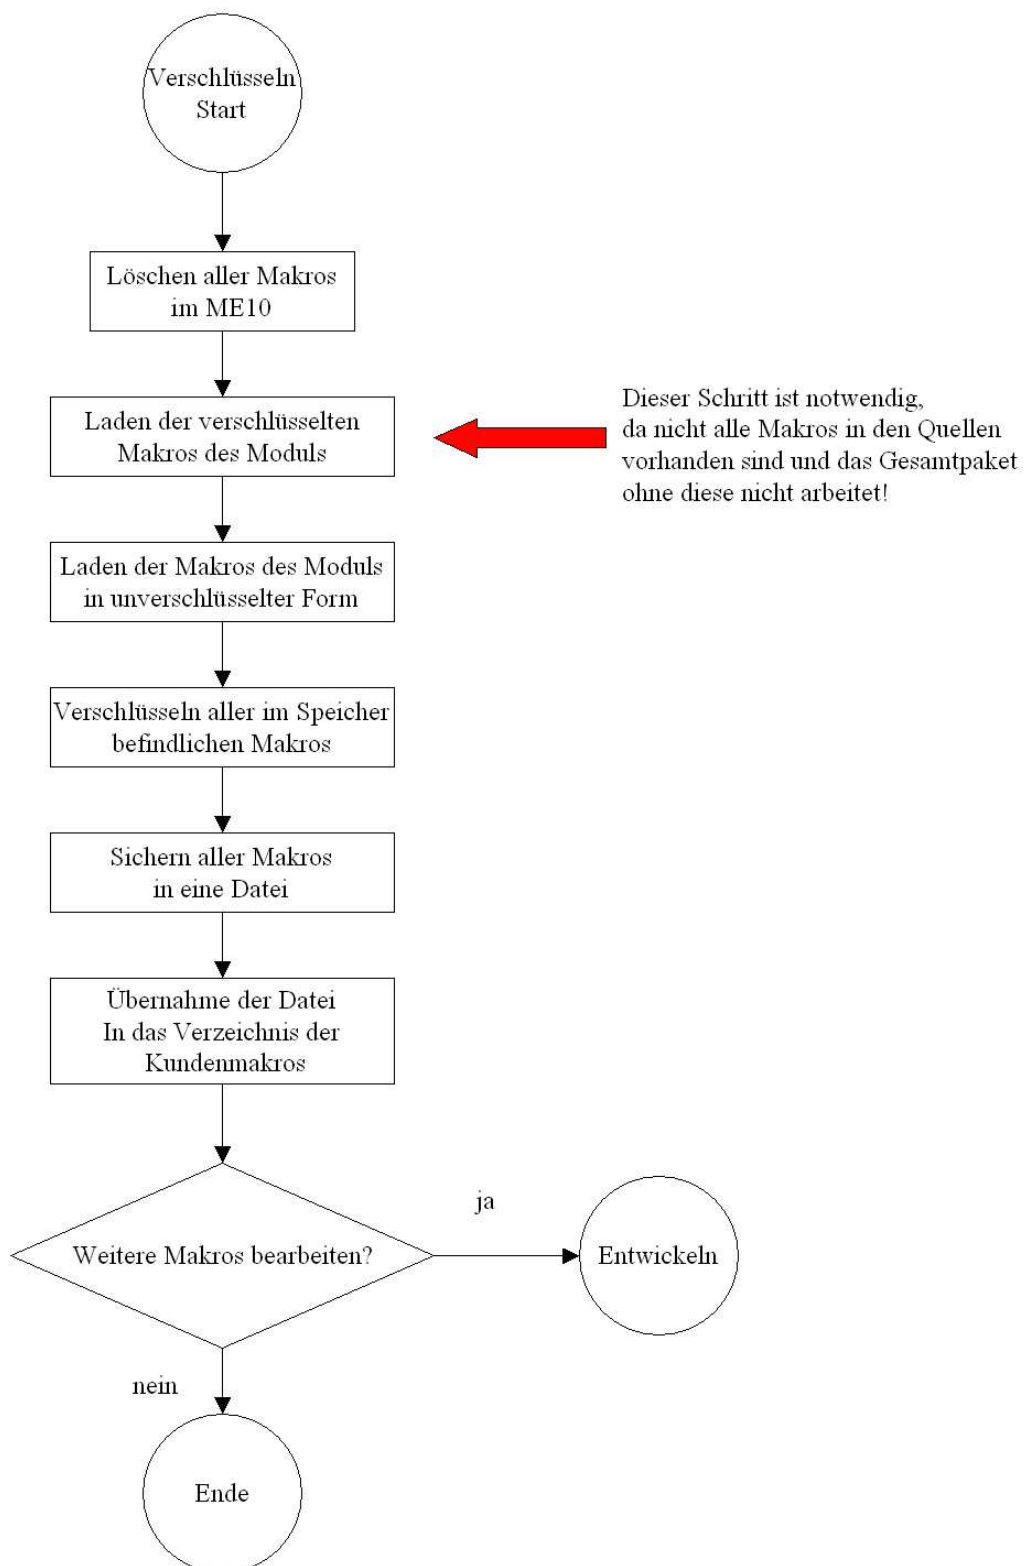 Verschlüsseln
Start
Löschen aller Makros
im ME10
Laden der verschlüsselten
Makros des Moduls
Dieser Schritt ist notwendig,
da nicht alle Makros in den Quellen
vorhanden sind und das Gesamtpaket
ohne diese nicht arbeitet!
Laden der Makros des Moduls
in unverschlüsselter Form
Verschlüsseln aller im Speicher
befindlichen Makros
Sichern aller Makros
in eine Datei
Übernahme der Datei
In das Verzeichnis der
Kundenmakros
Weitere Makros bearbeiten?
ja
Entwickeln
nein
Ende